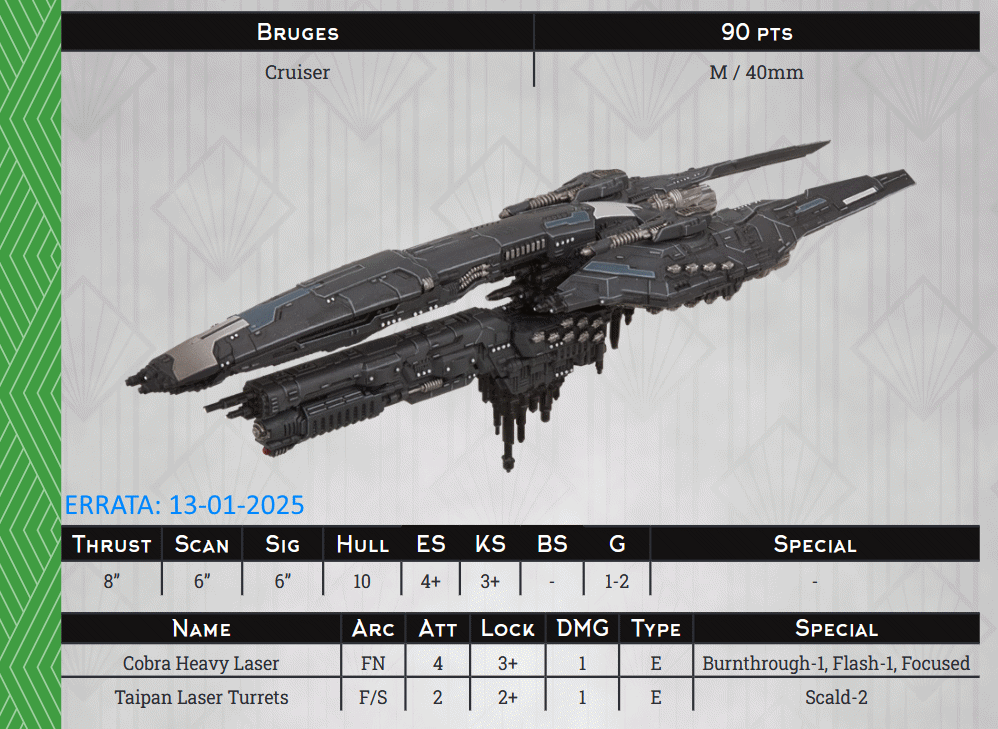 Bruges 90 pts
Cruiser M / 40mm
ERRATA: 13-01-2025
Thrust Scan Sig Hull ES KS BS G Special
8” 6” 6” 10 4+ 3+ - 1-2 -
Name Arc Att Lock DMG Type Special
Cobra Heavy Laser FN 4 3+ 1 E Burnthrough-1, Flash-1, Focused
Taipan Laser Turrets F/S 2 2+ 1 E Scald-2